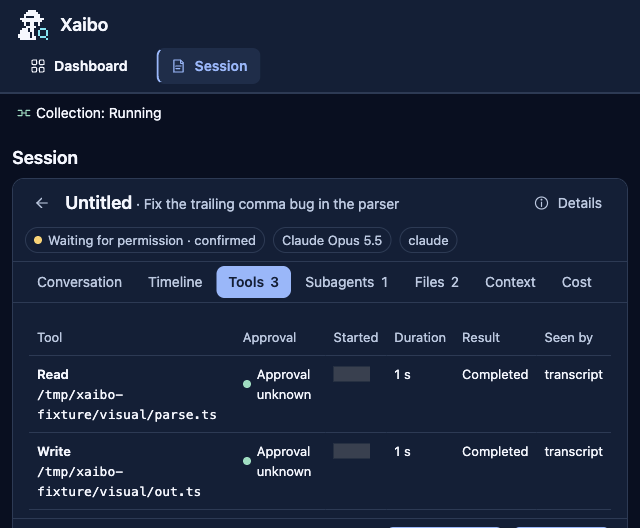 Xaibo
Dashboard
Session
Collection: Running
Session
Untitled · Fix the trailing comma bug in the parser
Details
Waiting for permission · confirmed
Claude Opus 5.5
claude
Conversation
Timeline
Tools 3
Subagents 1
Files 2
Context
Cost
Tool Approval Started Duration Result Seen by
Read
/tmp/xaibo-
fixture/visual/parse.ts
Approval
unknown
1 s
Completed
transcript
Write
/tmp/xaibo-
fixture/visual/out.ts
Approval
unknown
1 s
Completed
transcript